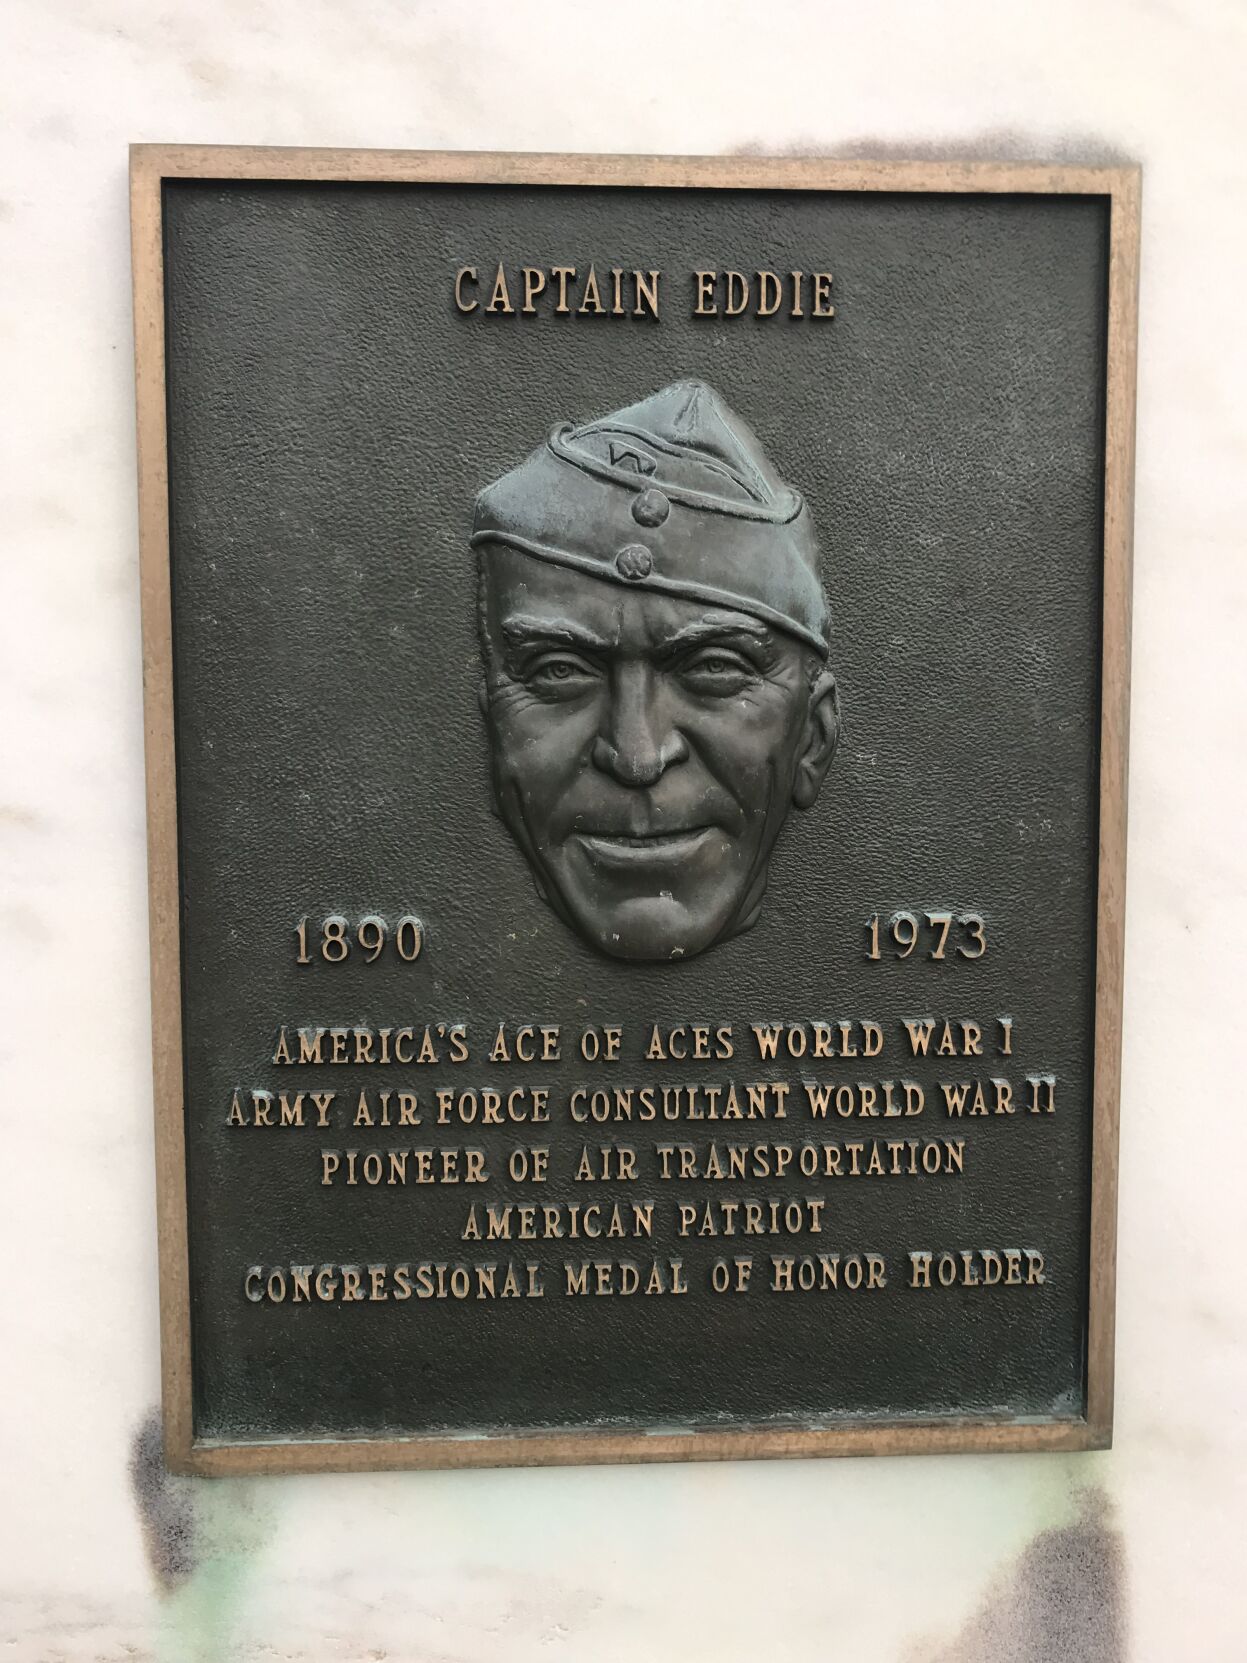 CAPTAIN EDDIE
1890 1973
AMERICA'S ACE OF ACES WORLD WAR I
ARMY AIR FORCE CONSULTANT WORLD WAR II
PIONEER OF AIR TRANSPORTATION
AMERICAN PATRIOT
CONGRESSIONAL MEDAL OF HONOR HOLDER